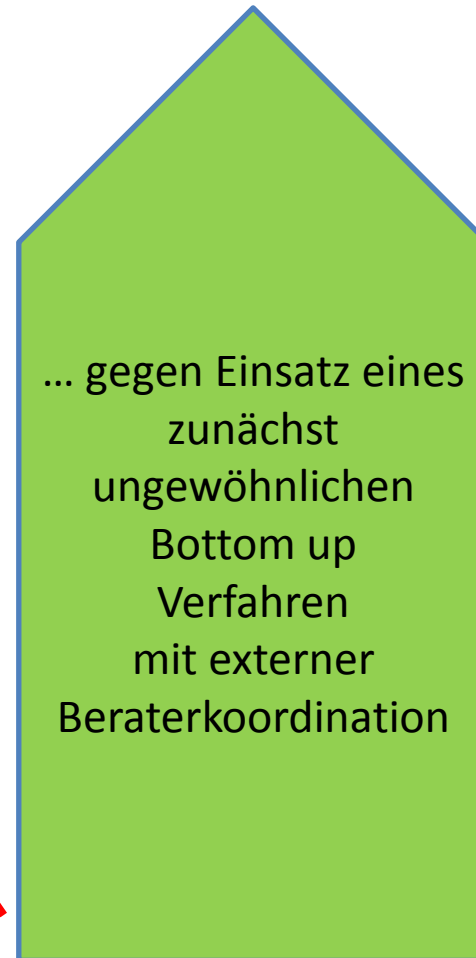 ... gegen Einsatz eines
zunächst
ungewöhnlichen
Bottom up
Verfahren
mit externer
Beraterkoordination